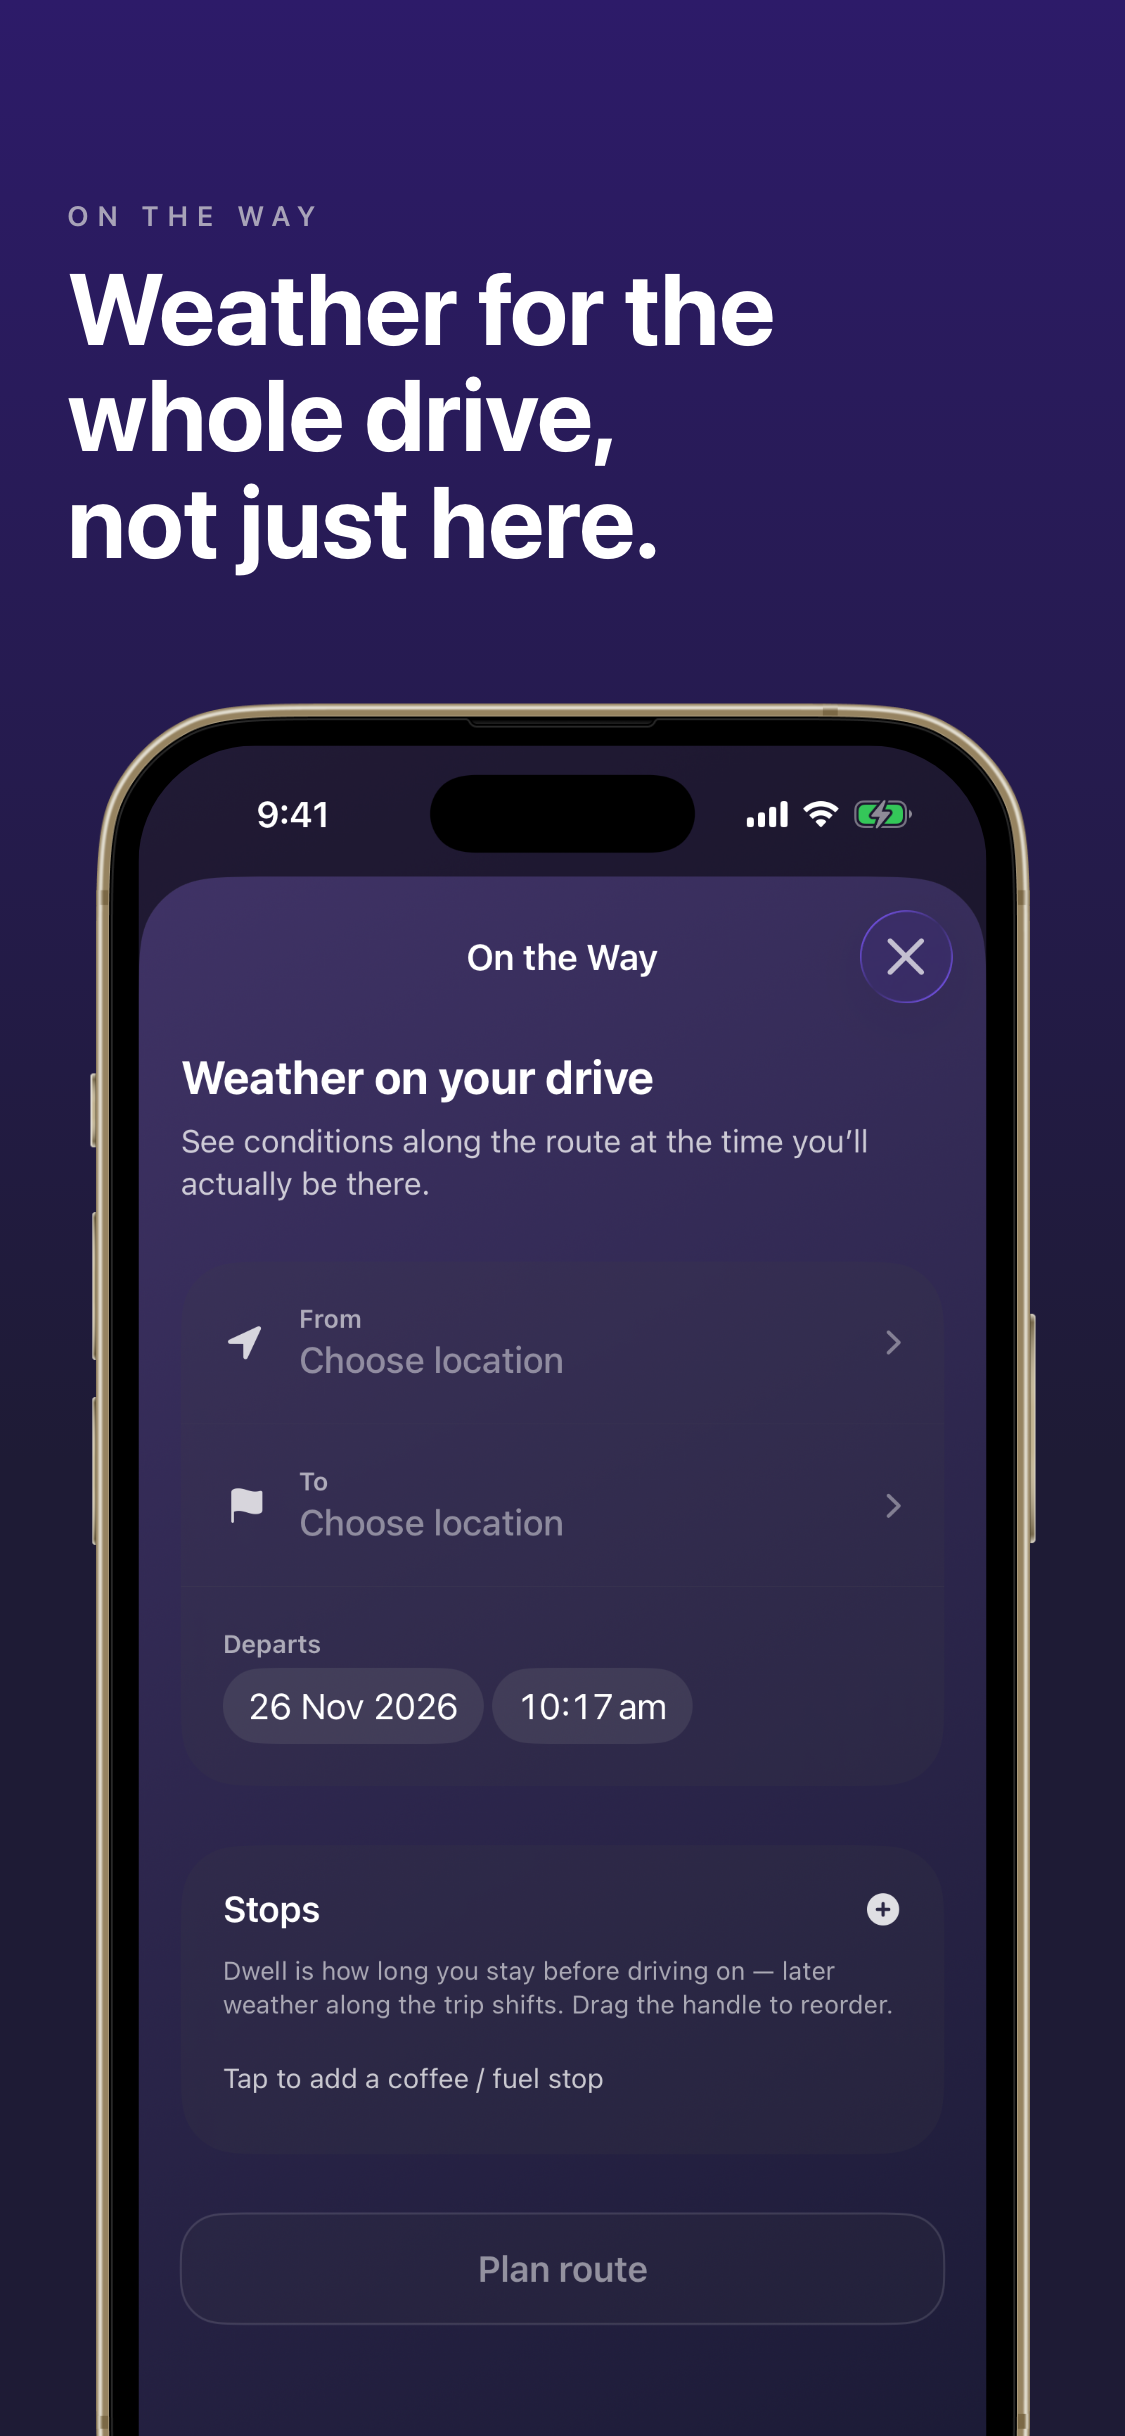 ON THE WAY
Weather for the
whole drive,
not just here.
9:41
On the Way
Weather on your drive
See conditions along the route at the time you’ll
actually be there.
From
Choose location
To
Choose location
Departs
26 Nov 2026 10:17 am
Stops
Dwell is how long you stay before driving on — later
weather along the trip shifts. Drag the handle to reorder.
Tap to add a coffee / fuel stop
Plan route